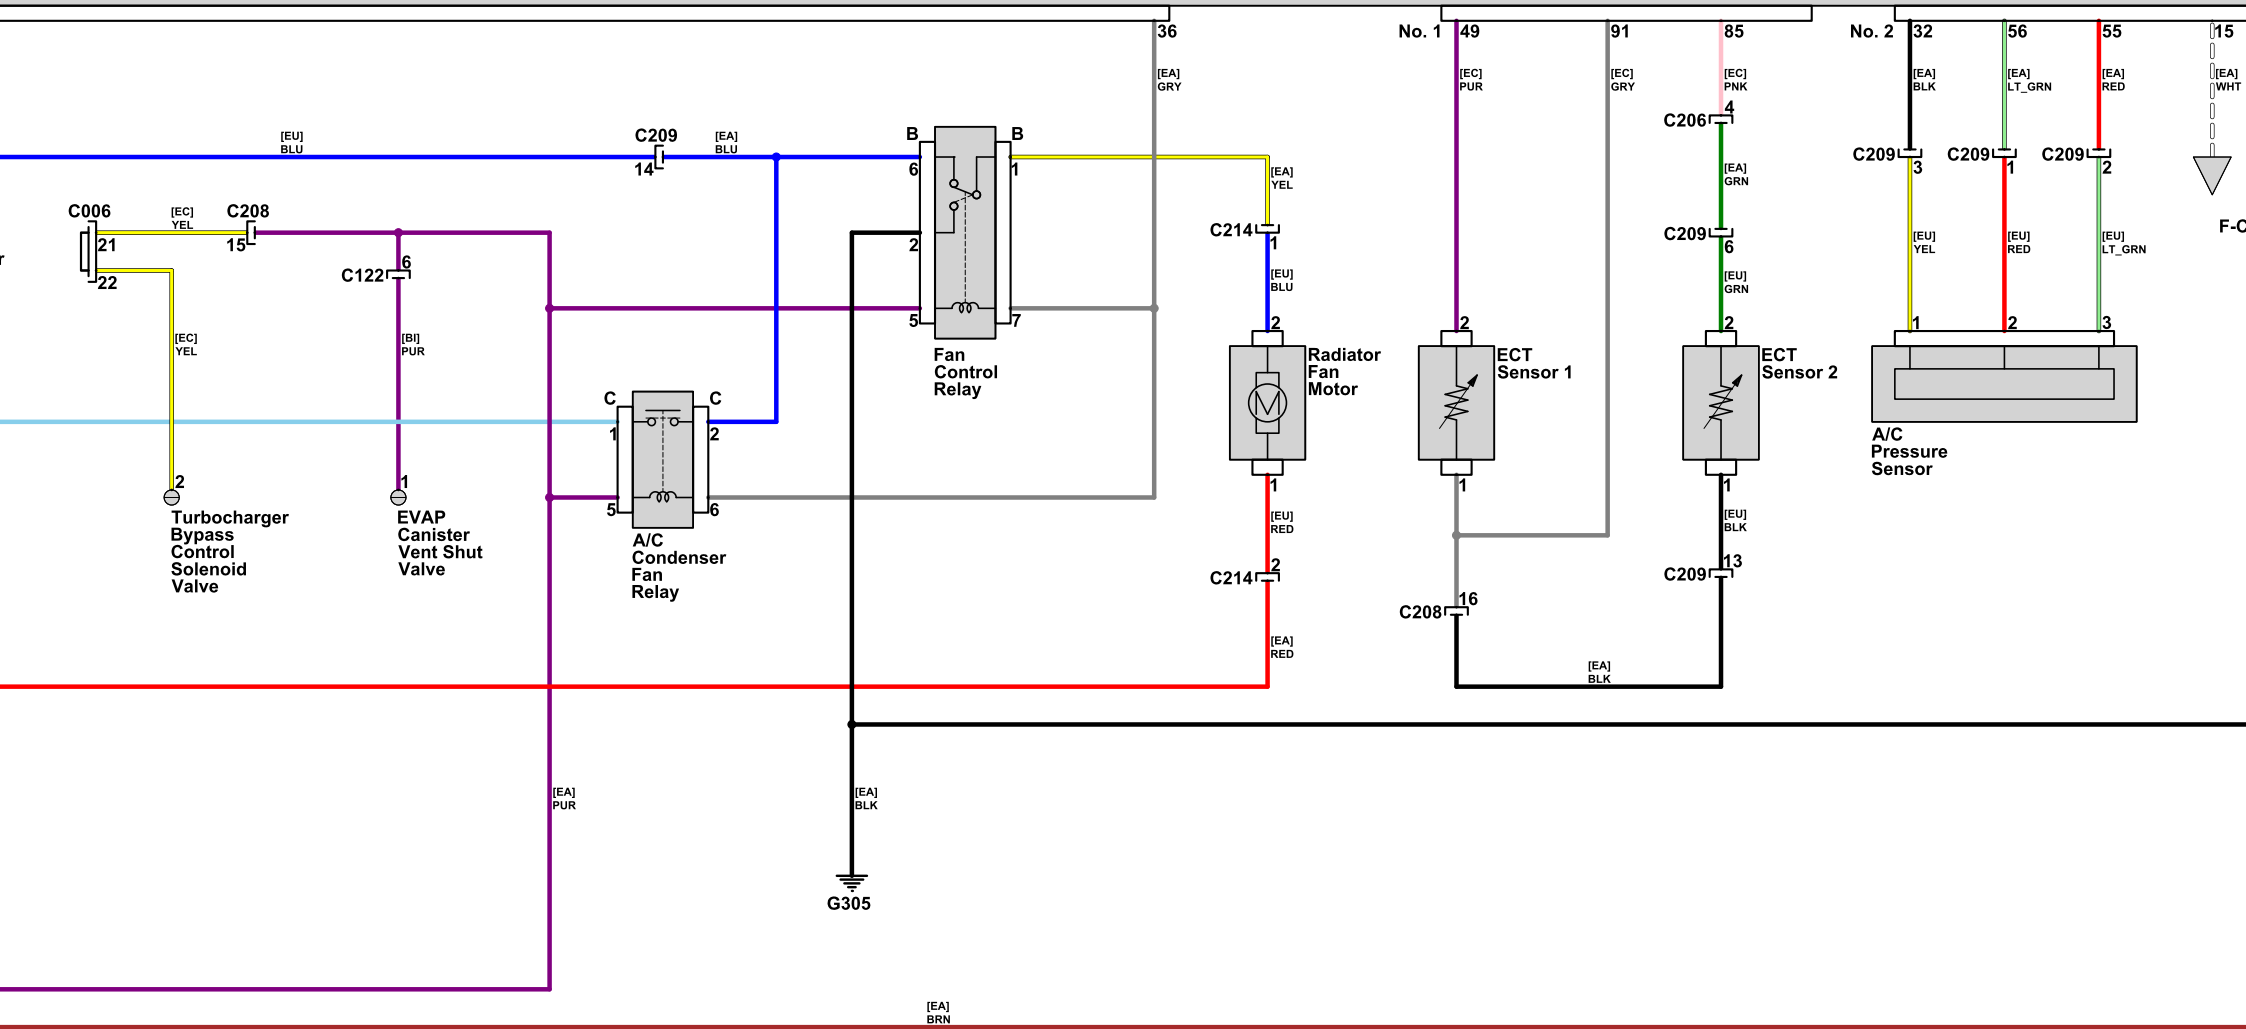 36
No. 1
49
91
85
No. 2
32
56
55
15
[EA]
GRY
[EC]
PUR
[EC]
GRY
[EC]
PNK
[EA]
BLK
[EA]
LT_GRN
[EA]
RED
[EA]
WHT
4
C206
[EU]
BLU
C209
14
[EA]
BLU
B
6
B
1
C209
3
C209
1
C209
2
[EA]
YEL
[EA]
GRN
C006
21
22
[EC]
YEL
C208
15
2
C214
1
C209
6
F-C
[EU]
YEL
[EU]
RED
[EU]
LT_GRN
r
6
C122
[EU]
BLU
[EU]
GRN
5
7
2
2
2
1
2
3
[EC]
YEL
[BI]
PUR
Fan
Control
Relay
Radiator
Fan
Motor
ECT
Sensor 1
ECT
Sensor 2
C
1
C
2
A/C
Pressure
Sensor
2
1
5
6
1
1
1
Turbocharger
Bypass
Control
Solenoid
Valve
EVAP
Canister
Vent Shut
Valve
A/C
Condenser
Fan
Relay
[EU]
RED
[EU]
BLK
2
C214
13
C209
16
C208
[EA]
RED
[EA]
BLK
[EA]
PUR
[EA]
BLK
G305
[EA]
BRN